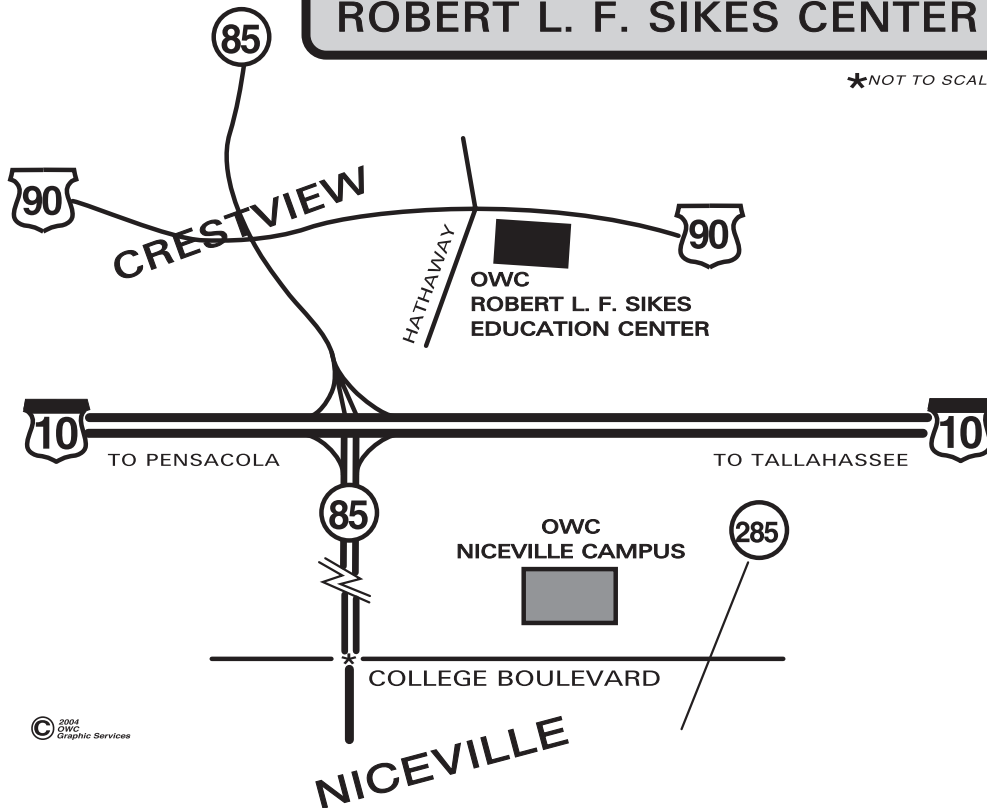 ROBERT L. F. SIKES CENTER
85
*NOT TO SCAL
90
CRESTVIEW
90
HATHAWAY
OWC
ROBERT L. F. SIKES
EDUCATION CENTER
10
10
TO PENSACOLA
TO TALLAHASSEE
85
OWC
NICEVILLE CAMPUS
285
*
COLLEGE BOULEVARD
© 2004
OWC
Graphic Services
NICEVILLE